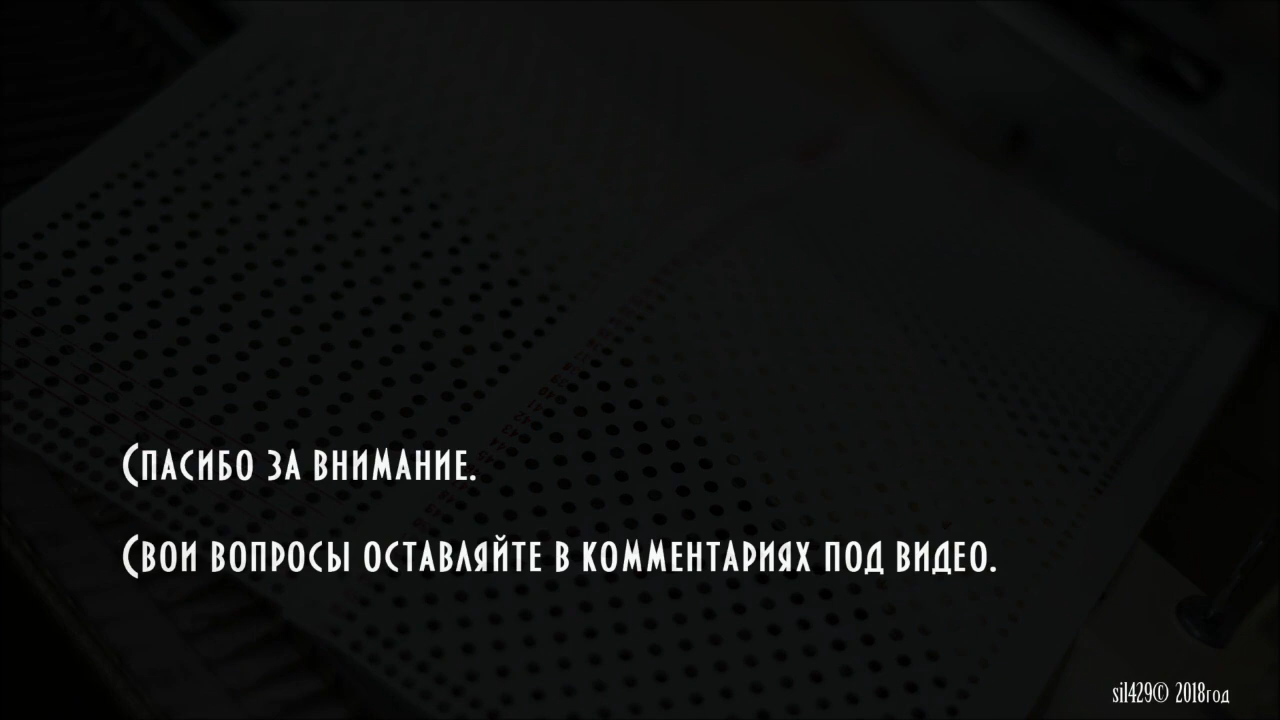 Спасибо за внимание.
Свои вопросы оставляйте в комментариях под видео.
sil429© 2018год